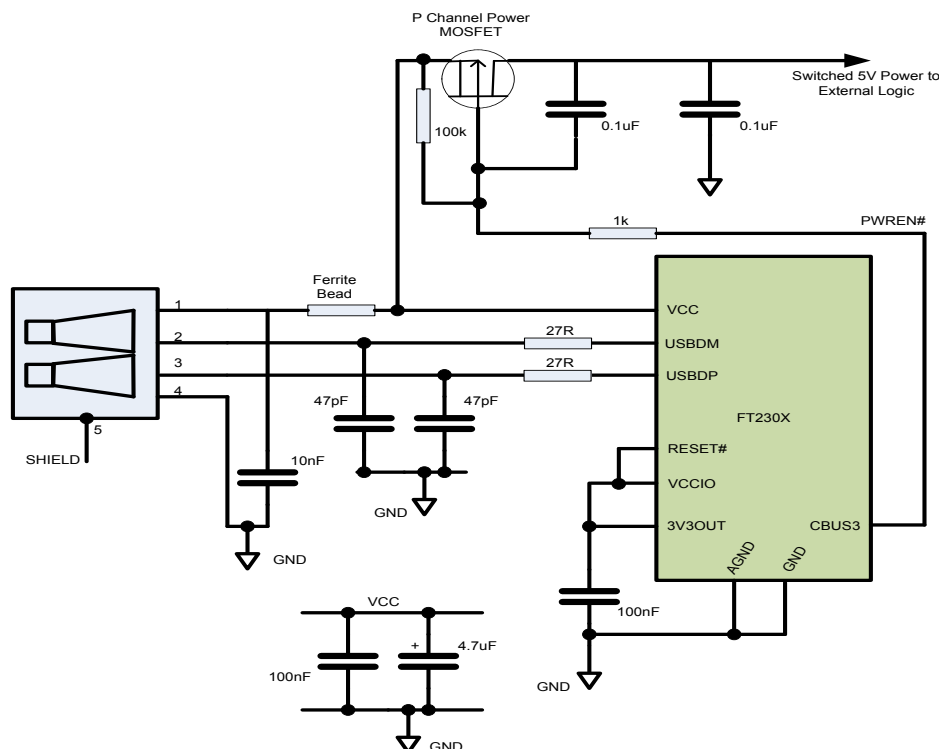 P Channel Power
MOSFET
Switched 5V Power to
External Logic
100k
0.1uF
0.1uF
1k
PWREN#
Ferrite
Bead
1
2
3
4
5
SHIELD
27R
27R
47pF
47pF
10nF
GND
GND
VCC
USBDM
USBDP
FT230X
RESET#
VCCIO
3V3OUT
CBUS3
AGND
GND
100nF
GND
VCC
100nF
+
4.7uF
GND